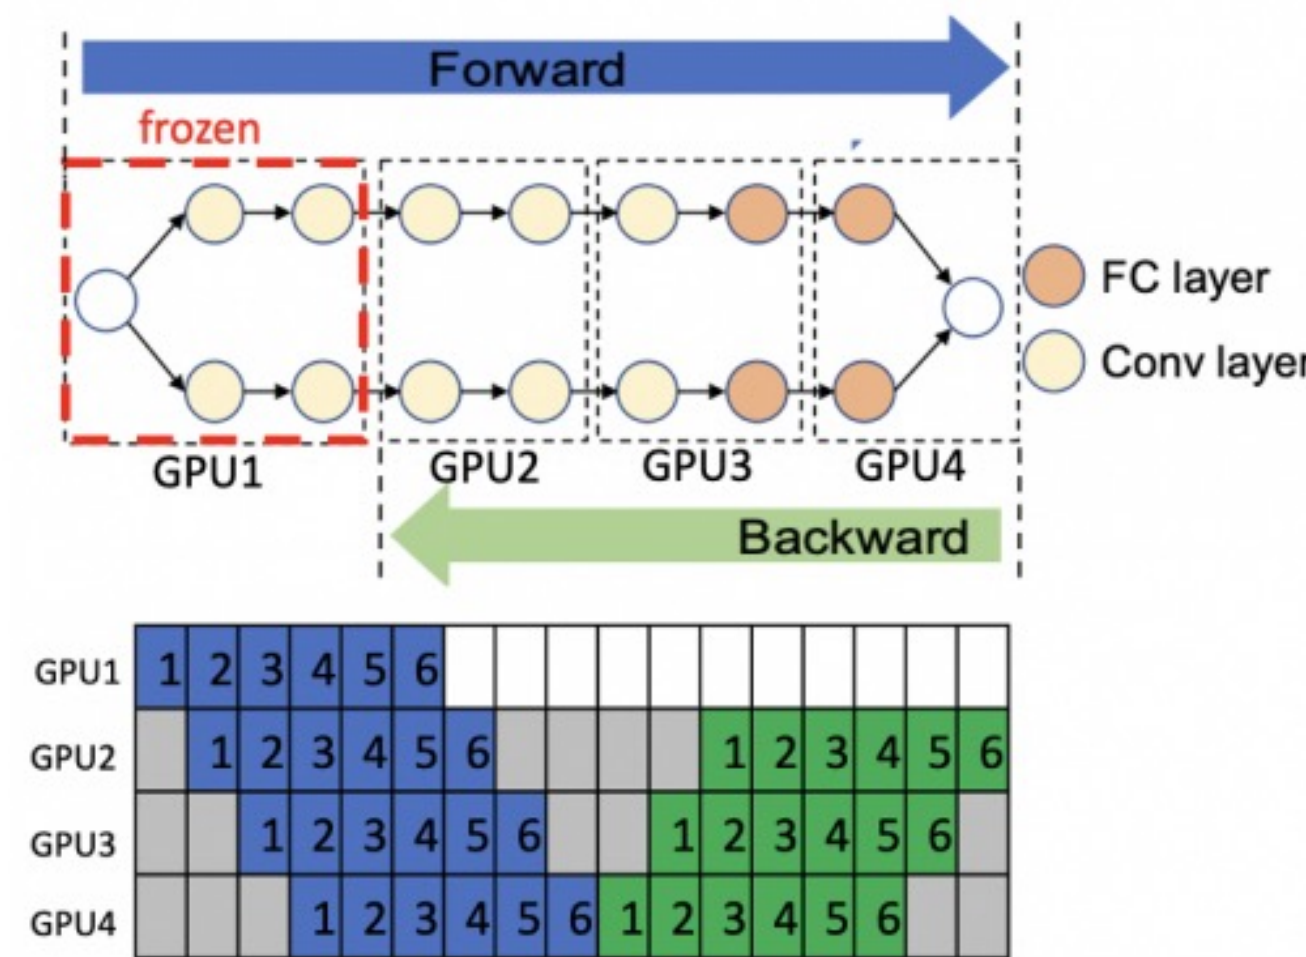 Forward
frozen
FC layer
Conv layer
GPU1 GPU2 GPU3 GPU4
Backward
GPU1 1 2 3 4 5 6
GPU2 1 2 3 4 5 6 1 2 3 4 5 6
GPU3 1 2 3 4 5 6 1 2 3 4 5 6
GPU4 1 2 3 4 5 6 1 2 3 4 5 6